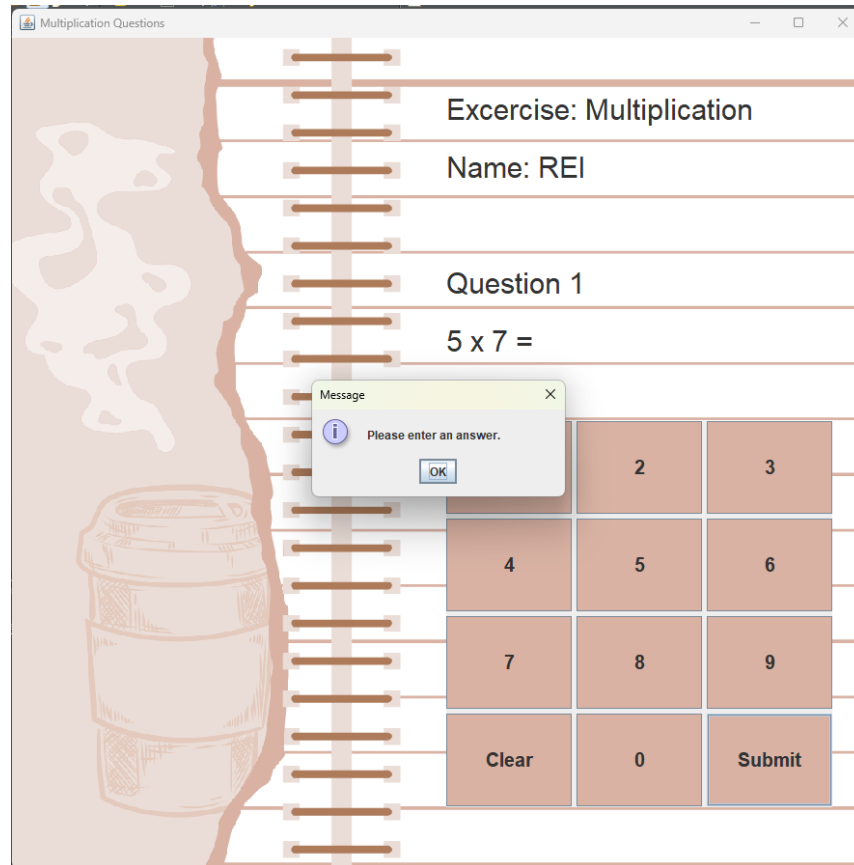 Multiplication Questions
Excercise: Multiplication
Name: REI
Question 1
5 x 7 =
Message
Please enter an answer.
OK
2 3
4 5 6
7 8 9
Clear 0 Submit